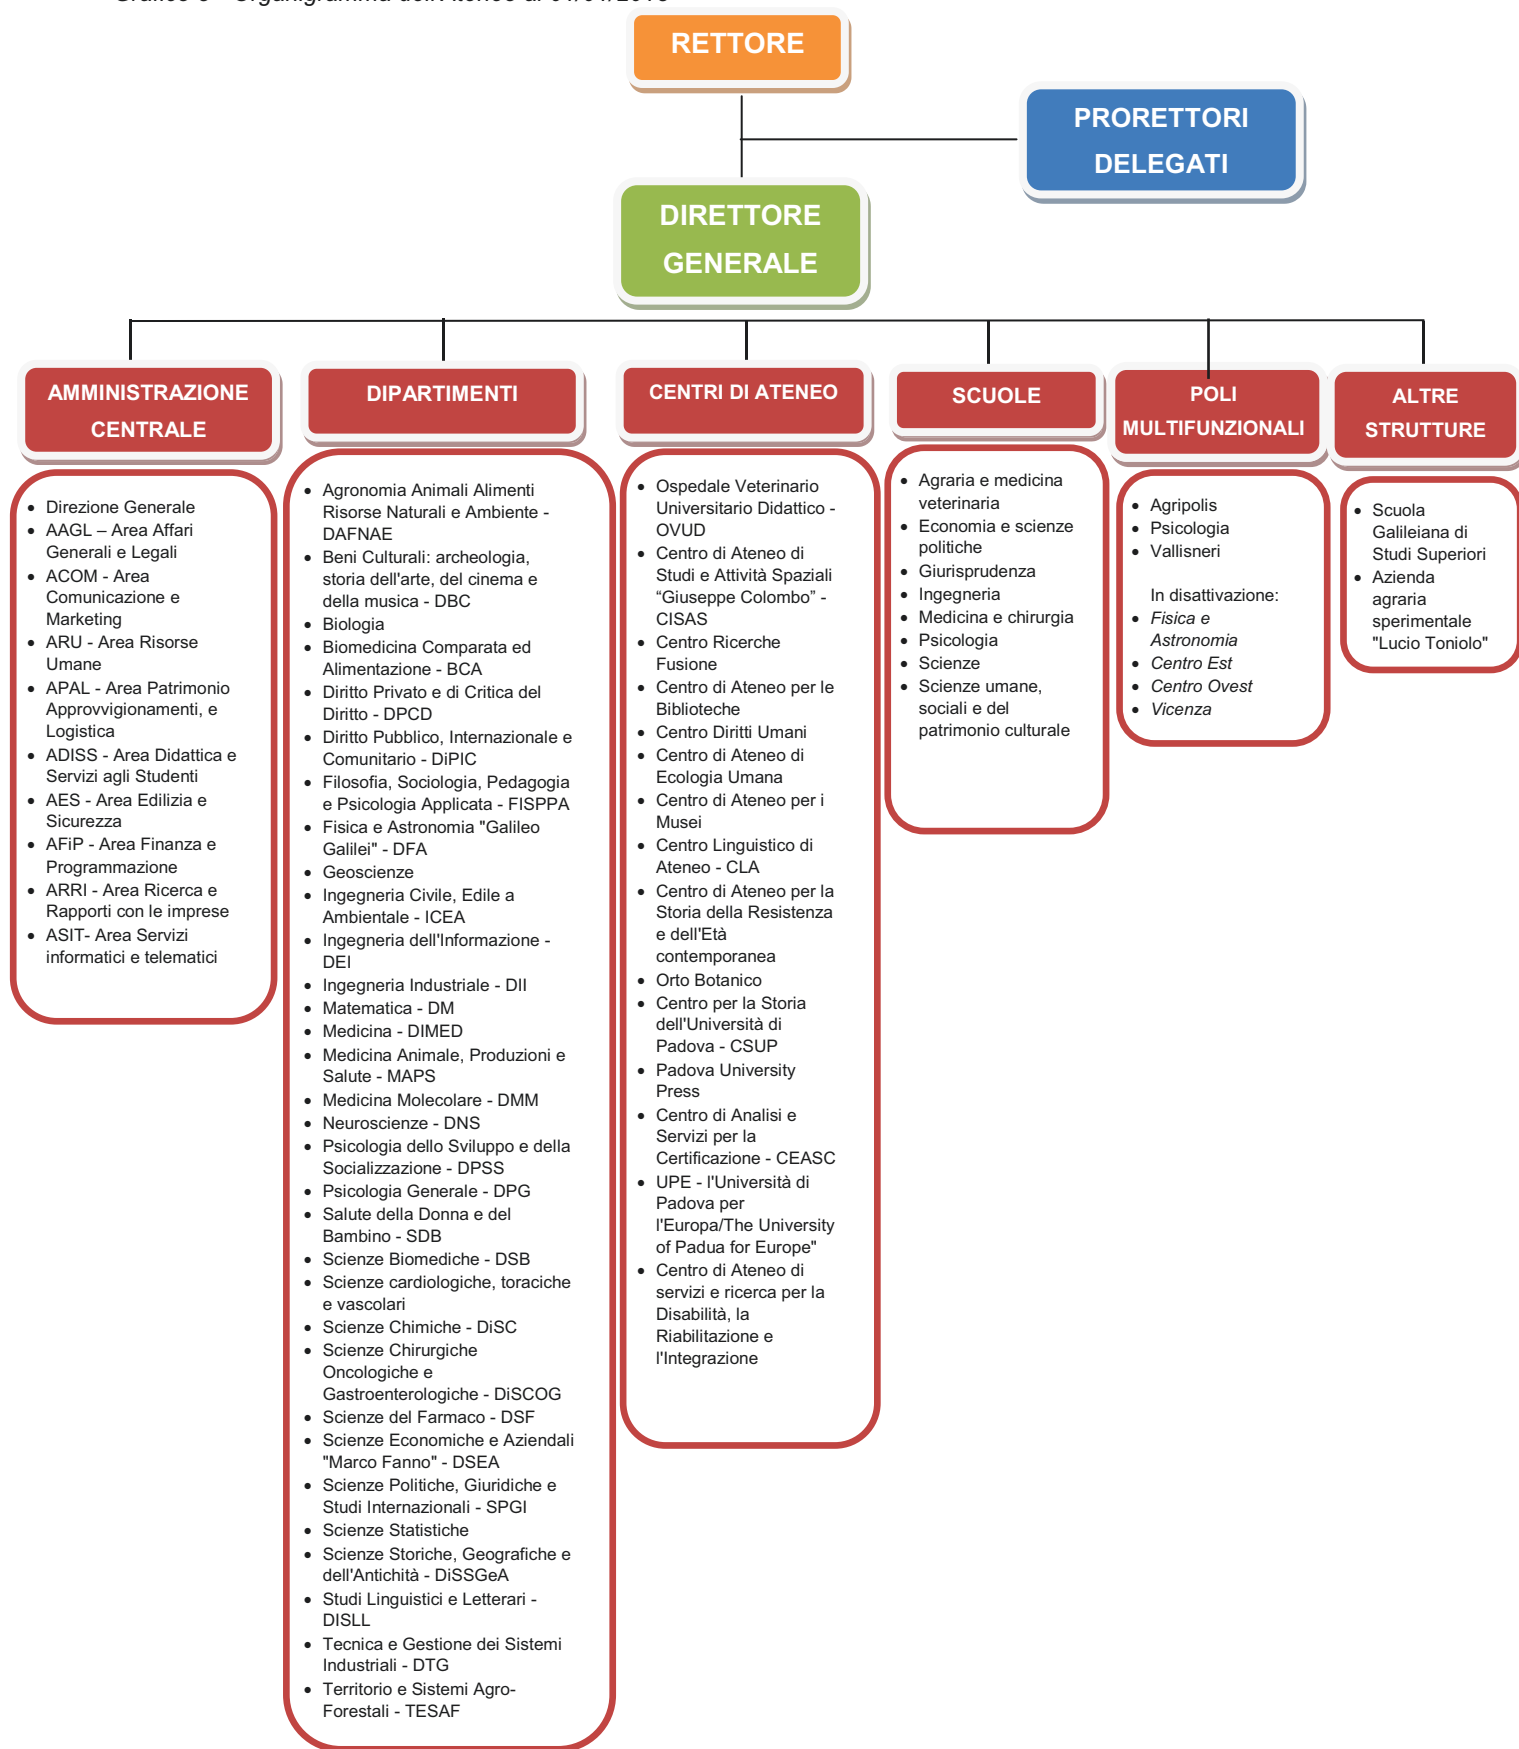 RETTORE
PRORETTORI
DELEGATI
DIRETTORE
GENERALE
AMMINISTRAZIONE
CENTRALE
Direzione Generale
AAGL – Area Affari
Generali e Legali
ACOM - Area
Comunicazione e
Marketing
ARU - Area Risorse
Umane
APAL - Area Patrimonio
Approvvigionamenti, e
Logistica
ADISS - Area Didattica e
Servizi agli Studenti
AES - Area Edilizia e
Sicurezza
AFiP - Area Finanza e
Programmazione
ARRI - Area Ricerca e
Rapporti con le imprese
ASIT- Area Servizi
informatici e telematici
DIPARTIMENTI
Agronomia Animali Alimenti
Risorse Naturali e Ambiente -
DAFNAE
Beni Culturali: archeologia,
storia dell'arte, del cinema e
della musica - DBC
Biologia
Biomedicina Comparata ed
Alimentazione - BCA
Diritto Privato e di Critica del
Diritto - DPCD
Diritto Pubblico, Internazionale e
Comunitario - DiPIC
Filosofia, Sociologia, Pedagogia
e Psicologia Applicata - FISPPA
Fisica e Astronomia "Galileo
Galilei" - DFA
Geoscienze
Ingegneria Civile, Edile a
Ambientale - ICEA
Ingegneria dell'Informazione -
DEI
Ingegneria Industriale - DII
Matematica - DM
Medicina - DIMED
Medicina Animale, Produzioni e
Salute - MAPS
Medicina Molecolare - DMM
Neuroscienze - DNS
Psicologia dello Sviluppo e della
Socializzazione - DPSS
Psicologia Generale - DPG
Salute della Donna e del
Bambino - SDB
Scienze Biomediche - DSB
Scienze cardiologiche, toraciche
e vascolari
Scienze Chimiche - DiSC
Scienze Chirurgiche
Oncologiche e
Gastroenterologiche - DiSCOG
Scienze del Farmaco - DSF
Scienze Economiche e Aziendali
"Marco Fanno" - DSEA
Scienze Politiche, Giuridiche e
Studi Internazionali - SPGI
Scienze Statistiche
Scienze Storiche, Geografiche e
dell'Antichità - DiSSGeA
Studi Linguistici e Letterari -
DISLL
Tecnica e Gestione dei Sistemi
Industriali - DTG
Territorio e Sistemi Agro-
Forestali - TESAF
CENTRI DI ATENEO
Ospedale Veterinario
Universitario Didattico -
OVUD
Centro di Ateneo di
Studi e Attività Spaziali
“Giuseppe Colombo” -
CISAS
Centro Ricerche
Fusione
Centro di Ateneo per le
Biblioteche
Centro Diritti Umani
Centro di Ateneo di
Ecologia Umana
Centro di Ateneo per i
Musei
Centro Linguistico di
Ateneo - CLA
Centro di Ateneo per la
Storia della Resistenza
e dell'Età
contemporanea
Orto Botanico
Centro per la Storia
dell'Università di
Padova - CSUP
Padova University
Press
Centro di Analisi e
Servizi per la
Certificazione - CEASC
UPE - l'Università di
Padova per
l'Europa/The University
of Padua for Europe"
Centro di Ateneo di
servizi e ricerca per la
Disabilità, la
Riabilitazione e
l'Integrazione
SCUOLE
Agraria e medicina
veterinaria
Economia e scienze
politiche
Giurisprudenza
Ingegneria
Medicina e chirurgia
Psicologia
Scienze
Scienze umane,
sociali e del
patrimonio culturale
POLI
MULTIFUNZIONALI
Agripolis
Psicologia
Vallisneri
In disattivazione:
Fisica e
Astronomia
Centro Est
Centro Ovest
Vicenza
ALTRE
STRUTTURE
Scuola
Galileiana di
Studi Superiori
Azienda
agraria
sperimentale
"Lucio Toniolo"